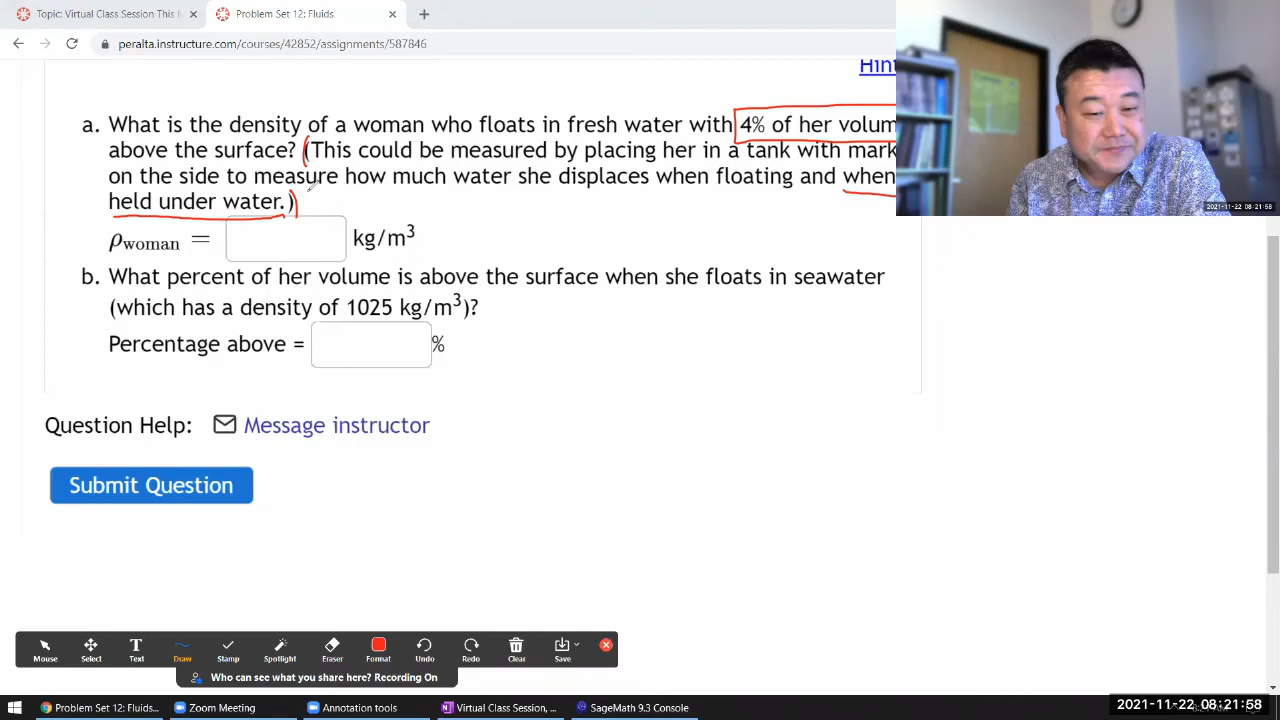 Topic: Virtual Class Session This
Problem Set 12: Fluids
peralta.instructure.com/courses/42852/assignments/587846
Hint
a. What is the density of a woman who floats in fresh water with 4% of her volum
above the surface? (This could be measured by placing her in a tank with mark
on the side to measure how much water she displaces when floating and when
held under water.)
ρwoman = kg/m³
b. What percent of her volume is above the surface when she floats in seawater
(which has a density of 1025 kg/m³)?
Percentage above = %
Question Help: Message instructor
Submit Question
Mouse Select Text Draw Stamp Spotlight Eraser Format Undo Redo Clear Save
Who can see what you share here? Recording On
Problem Set 12: Fluids... Zoom Meeting Annotation tools Virtual Class Session, ... SageMath 9.3 Console
2021-11-22 08:21:58
2021-11-22 08:21:58